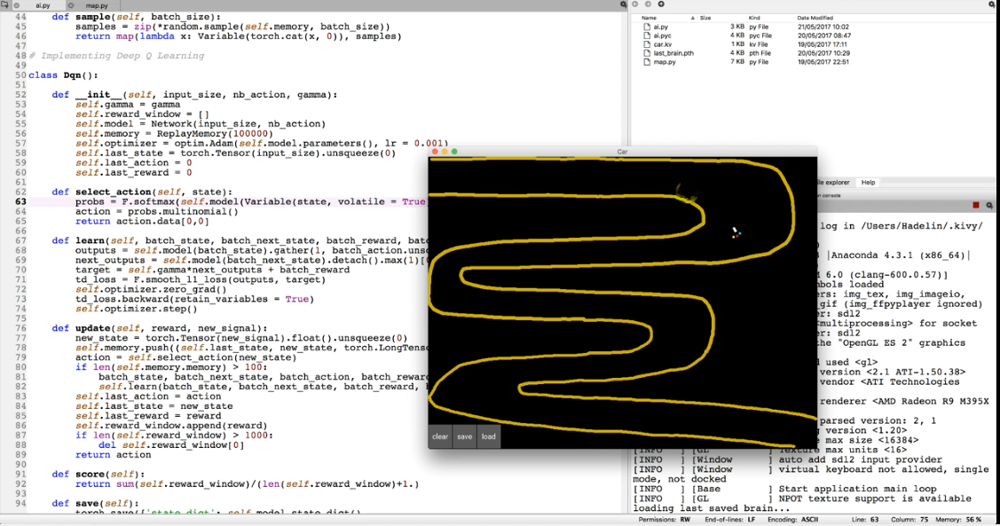 ai.py
map.py
44 def sample(self, batch_size):
45 samples = zip(*random.sample(self.memory, batch_size))
46 return map(lambda x: Variable(torch.cat(x, 0)), samples)
47
48 # Implementing Deep Q Learning
49
50 class Dqn():
51
52 def __init__(self, input_size, nb_action, gamma):
53 self.gamma = gamma
54 self.reward_window = []
55 self.model = Network(input_size, nb_action)
56 self.memory = ReplayMemory(100000)
57 self.optimizer = optim.Adam(self.model.parameters(), lr = 0.001)
58 self.last_state = torch.Tensor(input_size).unsqueeze(0)
59 self.last_action = 0
60 self.last_reward = 0
61
62 def select_action(self, state):
63 probs = F.softmax(self.model(Variable(state, volatile = True
64 action = probs.multinomial()
65 return action.data[0,0]
66
67 def learn(self, batch_state, batch_next_state, batch_reward, bat
68 outputs = self.model(batch_state).gather(1, batch_action.uns
69 next_outputs = self.model(batch_next_state).detach().max(1)[
70 target = self.gamma*next_outputs + batch_reward
71 td_loss = F.smooth_l1_loss(outputs, target)
72 self.optimizer.zero_grad()
73 td_loss.backward(retain_variables = True)
74 self.optimizer.step()
75
76 def update(self, reward, new_signal):
77 new_state = torch.Tensor(new_signal).float().unsqueeze(0)
78 self.memory.push((self.last_state, new_state, torch.LongTens
79 action = self.select_action(new_state)
80 if len(self.memory.memory) > 100:
81 batch_state, batch_next_state, batch_action, batch_rewar
82 self.learn(batch_state, batch_next_state, batch_reward,
83 self.last_action = action
84 self.last_state = new_state
85 self.last_reward = reward
86 self.reward_window.append(reward)
87 if len(self.reward_window) > 1000:
88 del self.reward_window[0]
89 return action
90
91 def score(self):
92 return sum(self.reward_window)/(len(self.reward_window)+1.)
93
94 def save(self):
torch.save({'state_dict': self.model.state_dict()
Name Size Kind Date Modified
ai.py 3 KB py File 21/05/2017 10:02
ai.pyc 4 KB pyc File 20/05/2017 08:47
car.kv 1 KB kv File 19/05/2017 17:11
last_brain.pth 4 KB pth File 20/05/2017 10:29
map.py 7 KB py File 19/05/2017 22:51
Car
clear save load
file explorer Help
console
log in /Users/Hadelin/.kivy/
|Anaconda 4.3.1 (x86_64)|
6.0 (clang-600.0.57)]
symbols loaded
ers: img_tex, img_imageio,
_gif (img_ffpyplayer ignored)
er: sdl2
<multiprocessing> for socket
er: sdl2
the "OpenGL ES 2" graphics
d used <gl>
version <2.1 ATI-1.50.38>
vendor <ATI Technologies
renderer <AMD Radeon R9 M395X
parsed version: 2, 1
version <1.20>
max size <16384>
[INFO ] [GL ] Texture max units <16>
[INFO ] [Window ] auto add sdl2 input provider
[INFO ] [Window ] virtual keyboard not allowed, single
mode, not docked
[INFO ] [Base ] Start application main loop
[INFO ] [GL ] NPOT texture support is available
loading last saved brain...
Permissions: RW End-of-lines: LF Encoding: ASCII Line: 63 Column: 75 Memory: 56 %